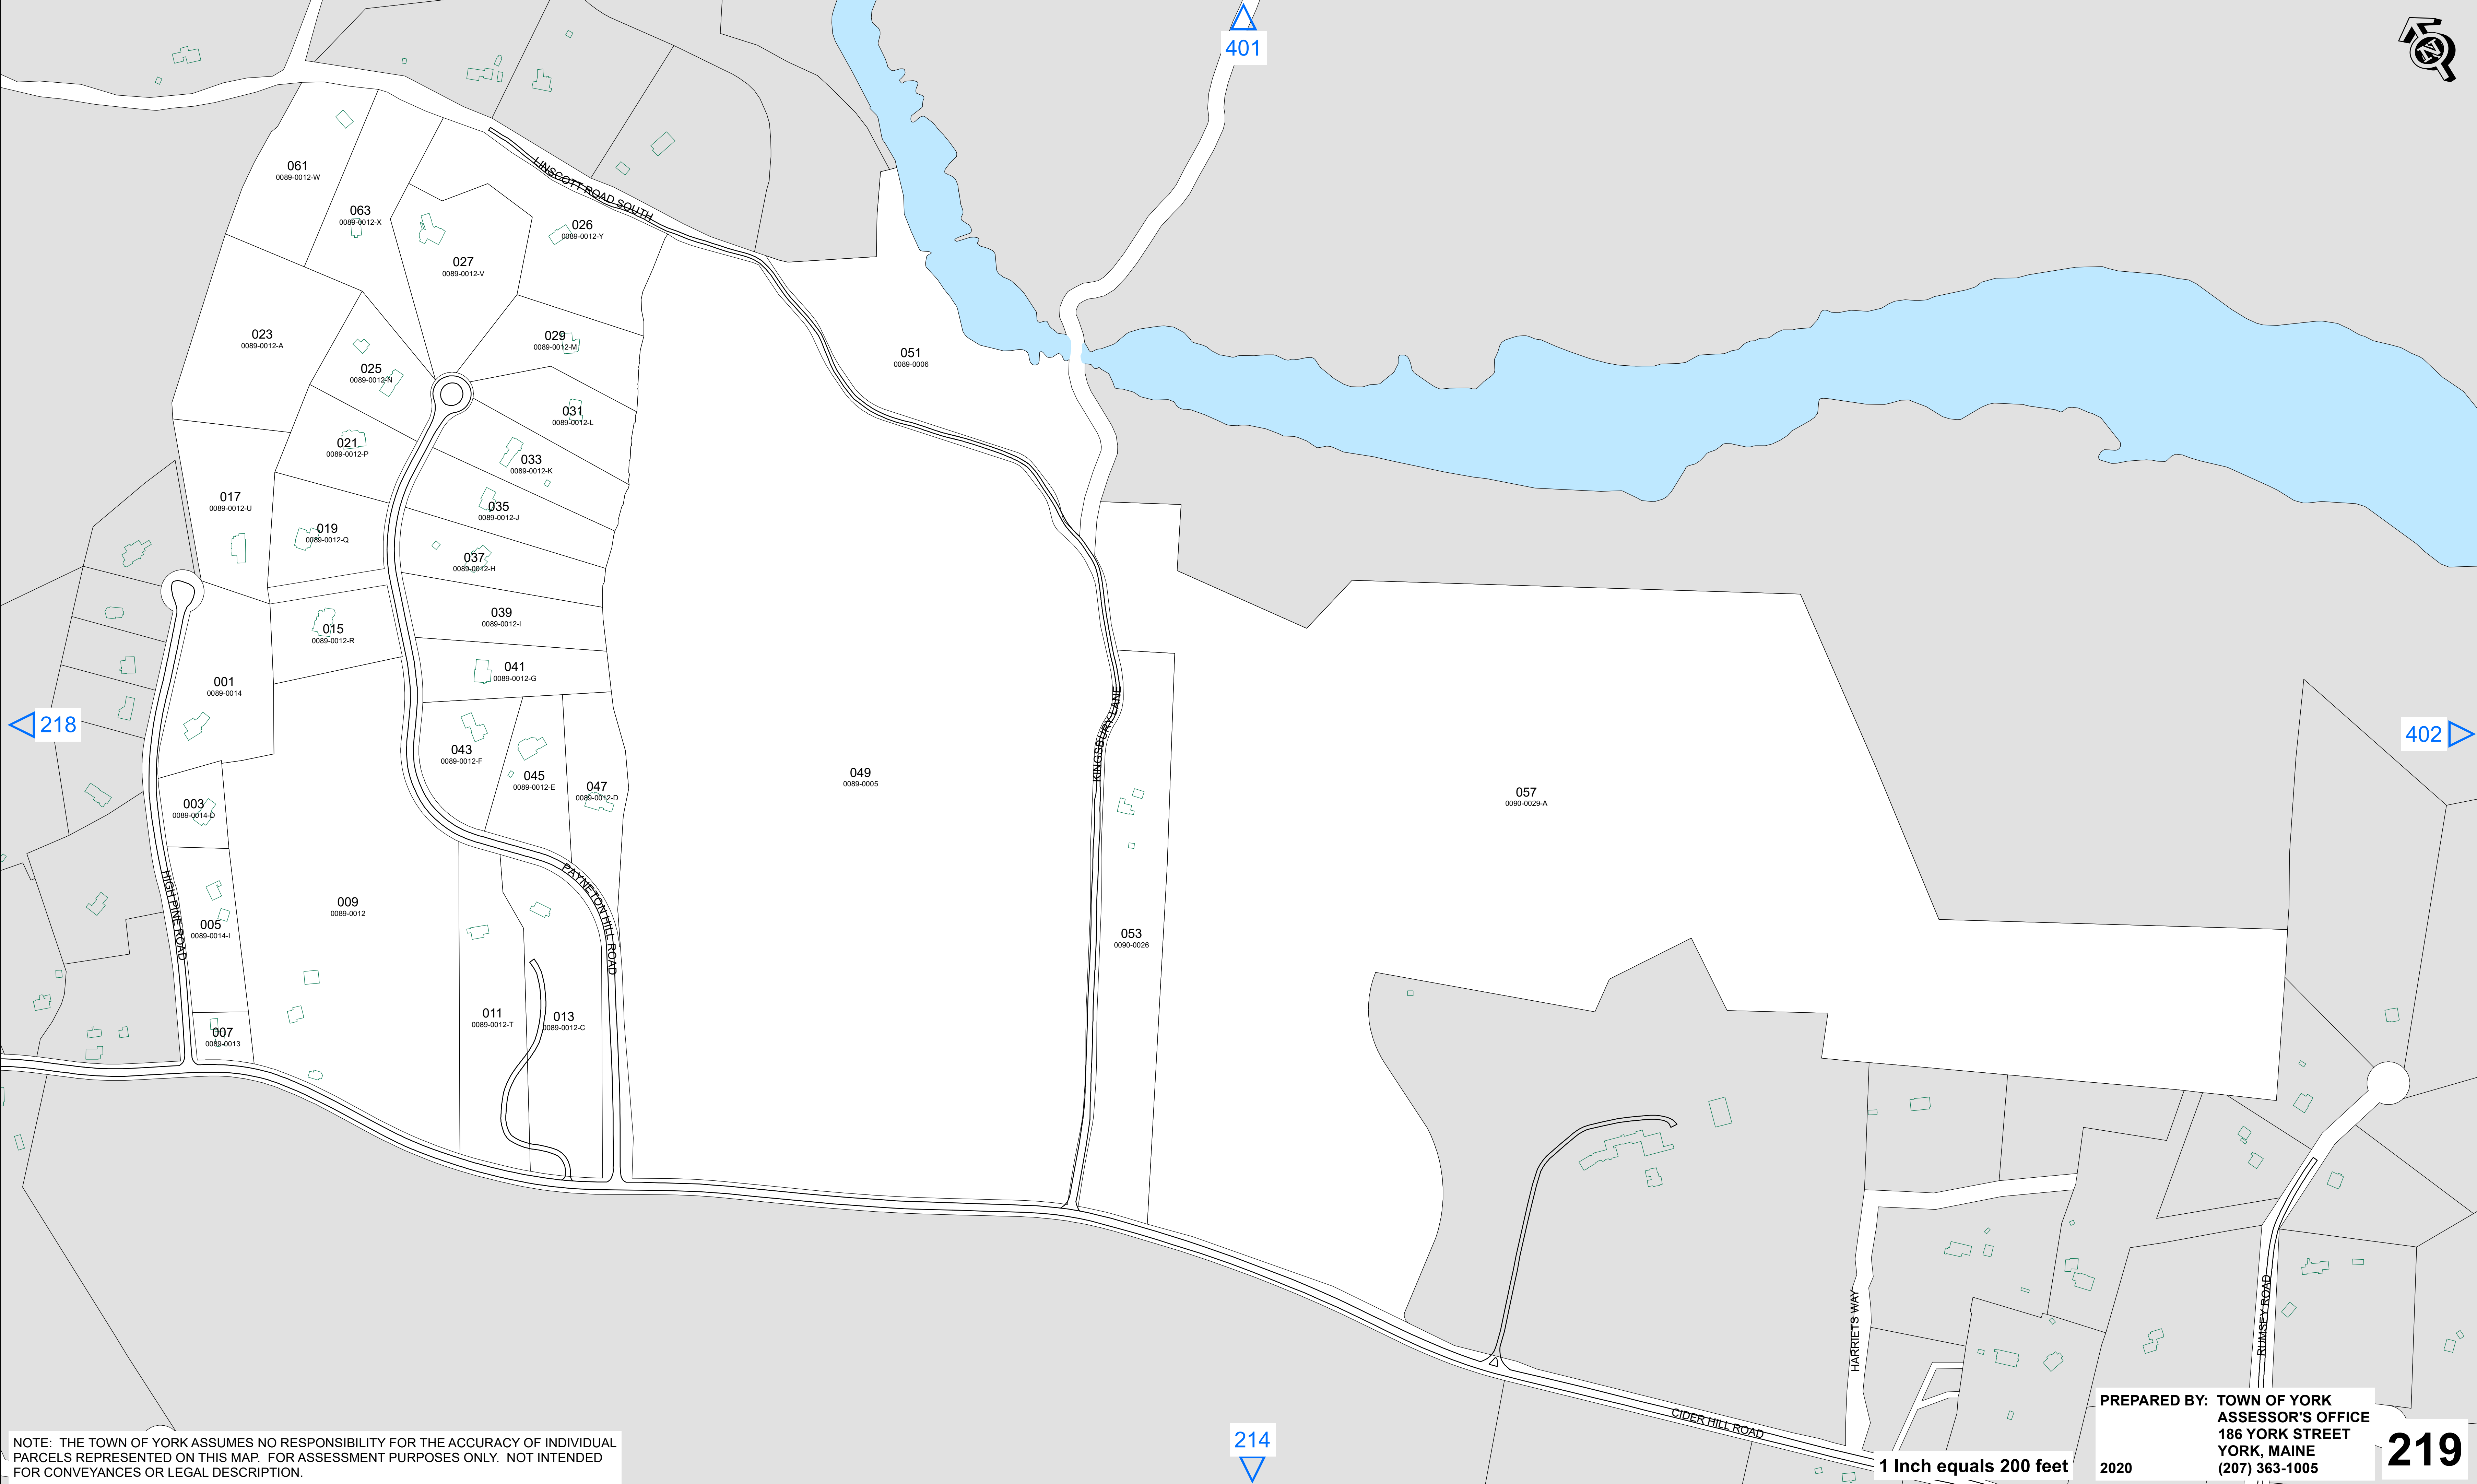 401
N
061
0089-0012-W
LINSCOTT ROAD SOUTH
063
0089-0012-X
026
0089-0012-Y
027
0089-0012-V
023
0089-0012-A
029
0089-0012-M
051
0089-0006
025
0089-0012-N
031
0089-0012-L
021
0089-0012-P
033
0089-0012-K
017
0089-0012-U
035
0089-0012-J
019
0089-0012-Q
037
0089-0012-H
039
0089-0012-I
015
0089-0012-R
041
0089-0012-G
001
0089-0014
218
KINGSBURY LANE
402
043
0089-0012-F
045
0089-0012-E
047
0089-0012-D
049
0089-0005
057
0090-0029-A
003
0089-0014-D
HIGH PINE ROAD
009
0089-0012
PAYNETON HILL ROAD
005
0089-0014-I
053
0090-0026
011
0089-0012-T
013
0089-0012-C
007
0089-0013
HARRIETS WAY
RUMSEY ROAD
CIDER HILL ROAD
214
NOTE: THE TOWN OF YORK ASSUMES NO RESPONSIBILITY FOR THE ACCURACY OF INDIVIDUAL
PARCELS REPRESENTED ON THIS MAP. FOR ASSESSMENT PURPOSES ONLY. NOT INTENDED
FOR CONVEYANCES OR LEGAL DESCRIPTION.
1 Inch equals 200 feet
PREPARED BY: TOWN OF YORK
ASSESSOR'S OFFICE
186 YORK STREET
YORK, MAINE
2020 (207) 363-1005
219